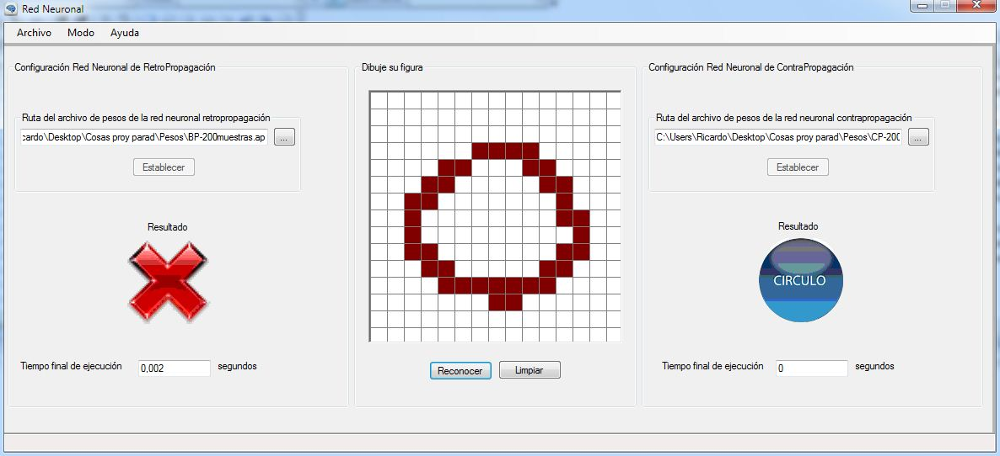 Red Neuronal
Archivo Modo Ayuda
Configuración Red Neuronal de RetroPropagación
Ruta del archivo de pesos de la red neuronal retropropagación
cardo\Desktop\Cosas proy parad\Pesos\BP-200muestras.ap
...
Establecer
Resultado
Tiempo final de ejecución 0,002 segundos
Dibuje su figura
Reconocer Limpiar
Configuración Red Neuronal de ContraPropagación
Ruta del archivo de pesos de la red neuronal contrapropagación
C:\Users\Ricardo\Desktop\Cosas proy parad\Pesos\CP-200
...
Establecer
Resultado
CIRCULO
Tiempo final de ejecución 0 segundos